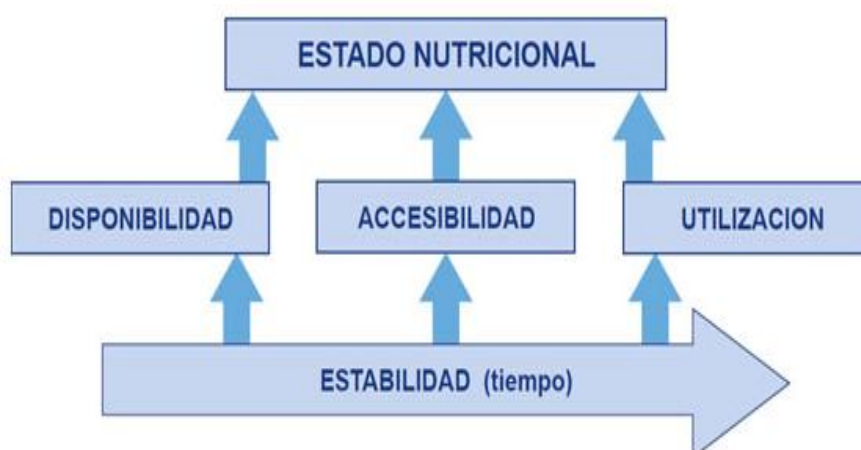 ESTADO NUTRICIONAL
DISPONIBILIDAD
ACCESIBILIDAD
UTILIZACION
ESTABILIDAD (tiempo)